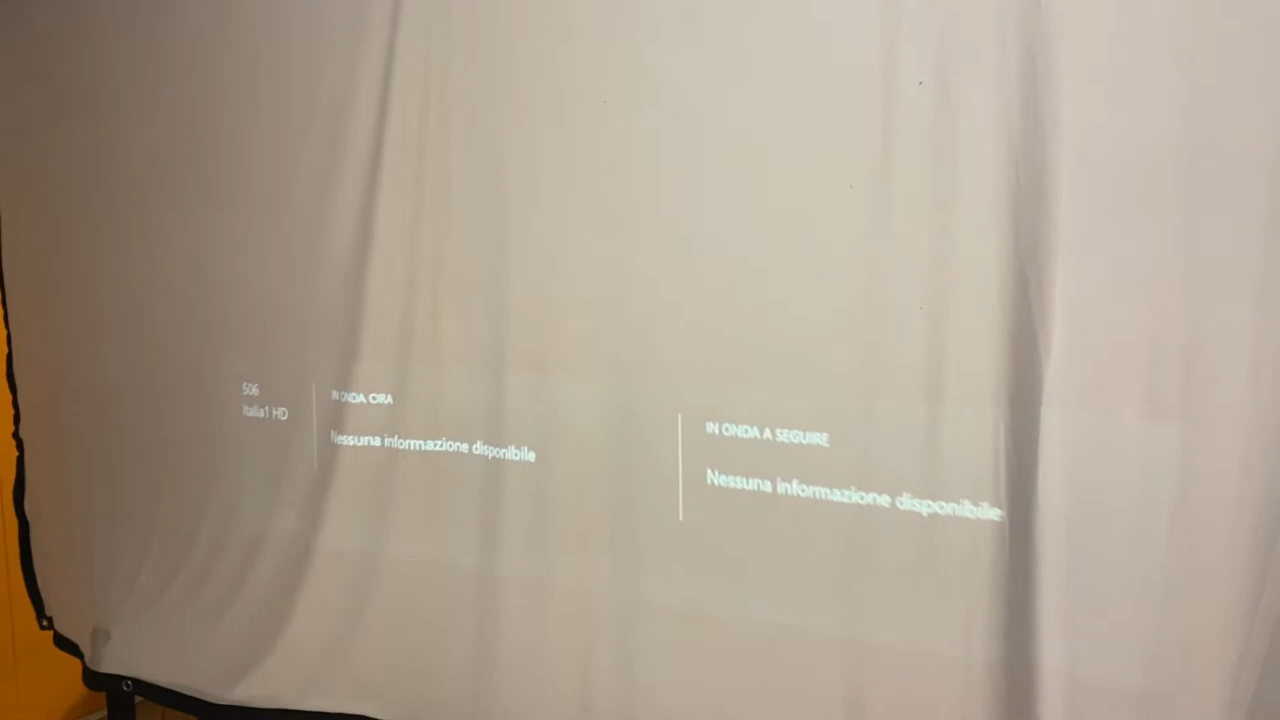 506
Italia1 HD
IN ONDA ORA
Nessuna informazione disponibile
IN ONDA A SEGUIRE
Nessuna informazione disponibile